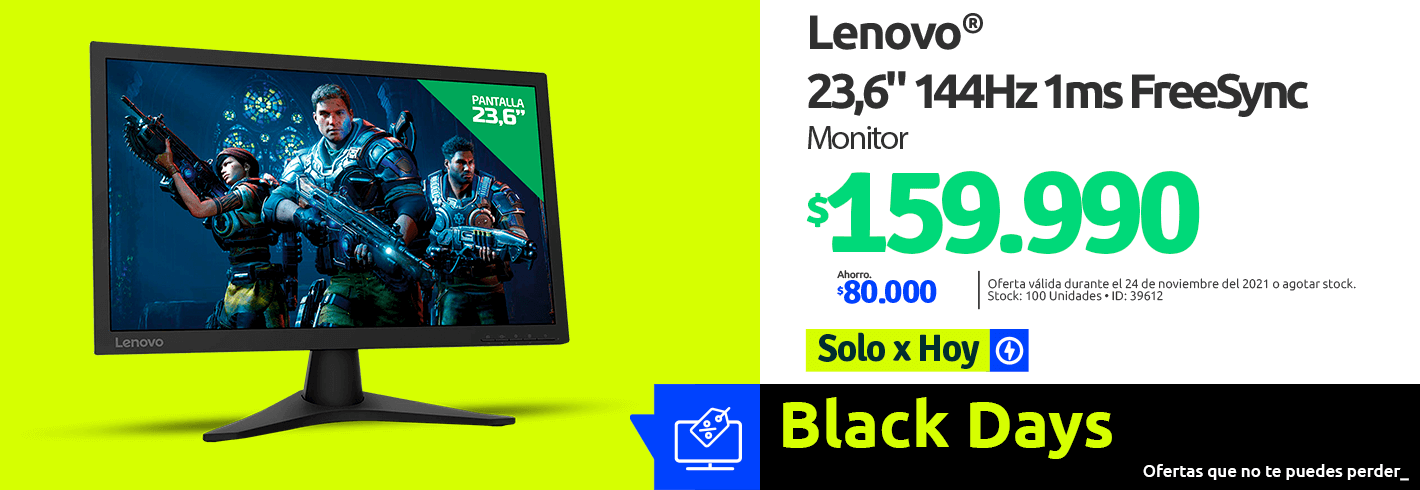 PANTALLA
23,6”
Lenovo
Lenovo®
23,6" 144Hz 1ms FreeSync
Monitor
$159.990
Ahorro.
$80.000
Oferta válida durante el 24 de noviembre del 2021 o agotar stock.
Stock: 100 Unidades • ID: 39612
Solo x Hoy
Black Days
Ofertas que no te puedes perder_